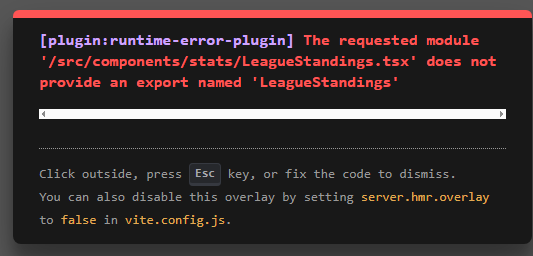 [plugin:runtime-error-plugin] The requested module
'/src/components/stats/LeagueStandings.tsx' does not
provide an export named 'LeagueStandings'
Click outside, press Esc key, or fix the code to dismiss.
You can also disable this overlay by setting server.hmr.overlay
to false in vite.config.js.